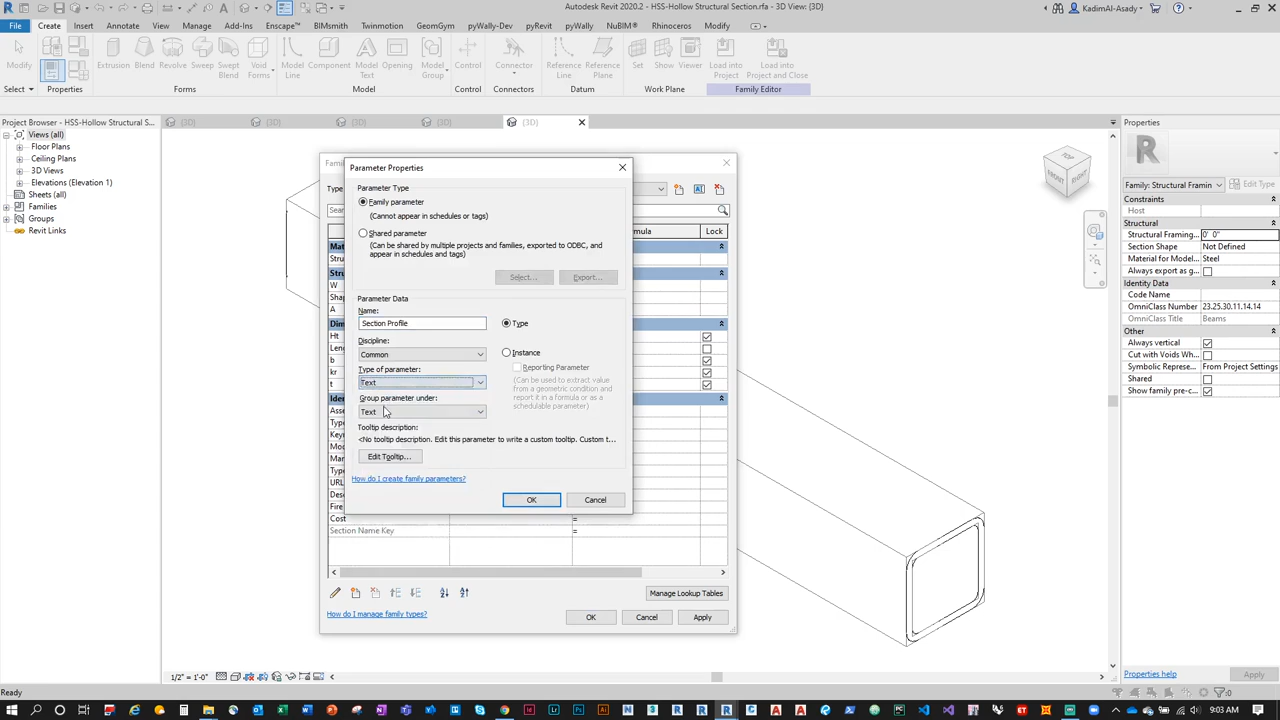 Autodesk Revit 2020.2 - HSS-Hollow Structural Section.rfa - 3D View: (3D)
KadimAl-Asady
File Create Insert Annotate View Manage Add-Ins Enscape™ BIMsmith Twinmotion GeomGym pyWally-Dev pyRevit NuBIM® pyWally Rhinoceros Modify
Modify
Extrusion Blend Revolve Sweep Swept Blend Void Forms
Model Line Component Model Text Opening Model Group
Control Connector Reference Line Reference Plane
Set Show Viewer Load into Project Load into Project and Close
Select Properties Forms Model Control Connectors Datum Work Plane Family Editor
Project Browser - HSS-Hollow Structural S...
(3D) (3D) (3D) (3D) (3D)
Properties
Views (all)
Floor Plans
Ceiling Plans
3D Views
Elevations (Elevation 1)
Sheets (all)
Families
Groups
Revit Links
Parameter Properties
Parameter Type
Family parameter
(Cannot appear in schedules or tags)
Shared parameter
(Can be shared by multiple projects and families, exported to ODBC, and
appear in schedules and tags)
Select... Export...
Parameter Data
Name:
Section Profile
Type
Discipline:
Common
Instance
Type of parameter:
Text
Reporting Parameter
(Can be used to extract value
from a geometric condition and
report it in a formula or as a
schedulable parameter)
Group parameter under:
Text
Tooltip description:
<No tooltip description. Edit this parameter to write a custom tooltip. Custom t...
Edit Tooltip...
How do I create family parameters?
OK Cancel
Lock
W
A
Ht
b
kr
t
Cost =
Section Name Key =
Manage Lookup Tables
How do I manage family types?
OK Cancel Apply
TOP
FRONT
RIGHT
Family: Structural Framin Edit Type
Constraints
Host
Structural
Structural Framing... 0' 0"
Section Shape Not Defined
Material for Model... Steel
Always export as g...
Identity Data
Code Name
OmniClass Number 23.25.30.11.14.14
OmniClass Title Beams
Other
Always vertical
Cut with Voids Wh...
Symbolic Represe... From Project Settings
Shared
Show family pre-c...
Properties help Apply
1/2" = 1'-0"
Ready
:0
9:03 AM